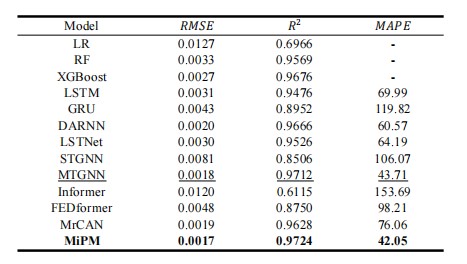 Model RMSE R² MAPE
LR 0.0127 0.6966 -
RF 0.0033 0.9569 -
XGBoost 0.0027 0.9676 -
LSTM 0.0031 0.9476 69.99
GRU 0.0043 0.8952 119.82
DARNN 0.0020 0.9666 60.57
LSTNet 0.0030 0.9526 64.19
STGNN 0.0081 0.8506 106.07
MTGNN 0.0018 0.9712 43.71
Informer 0.0120 0.6115 153.69
FEDformer 0.0048 0.8750 98.21
MrCAN 0.0019 0.9628 76.06
MiPM 0.0017 0.9724 42.05